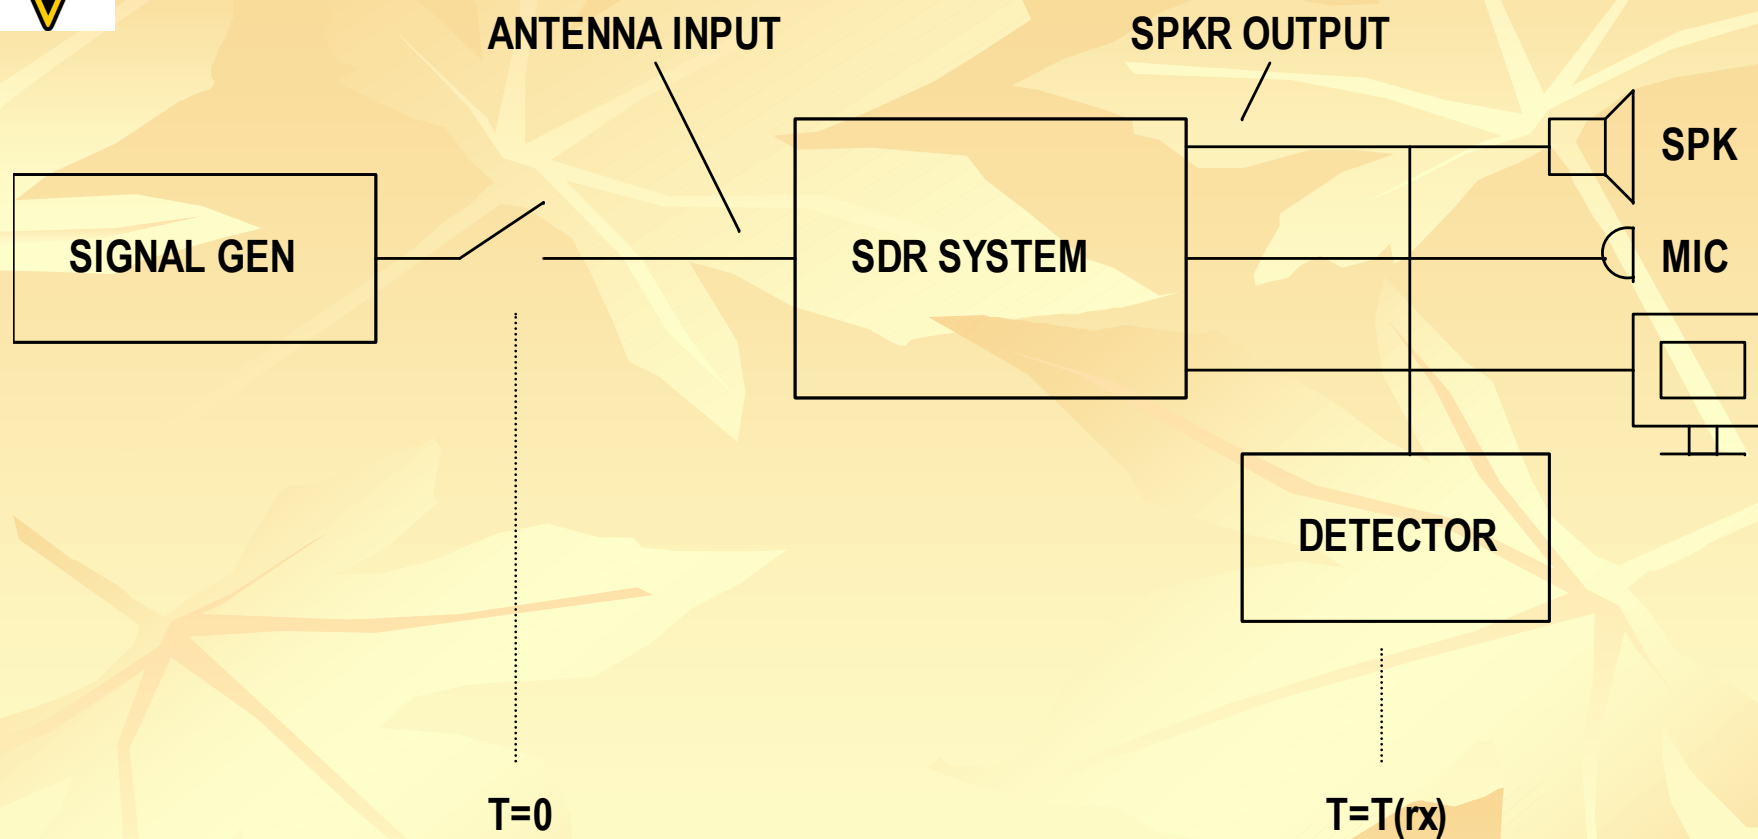 ANTENNA INPUT
SPKR OUTPUT
SPK
SIGNAL GEN
SDR SYSTEM
MIC
DETECTOR
T=0
T=T(rx)